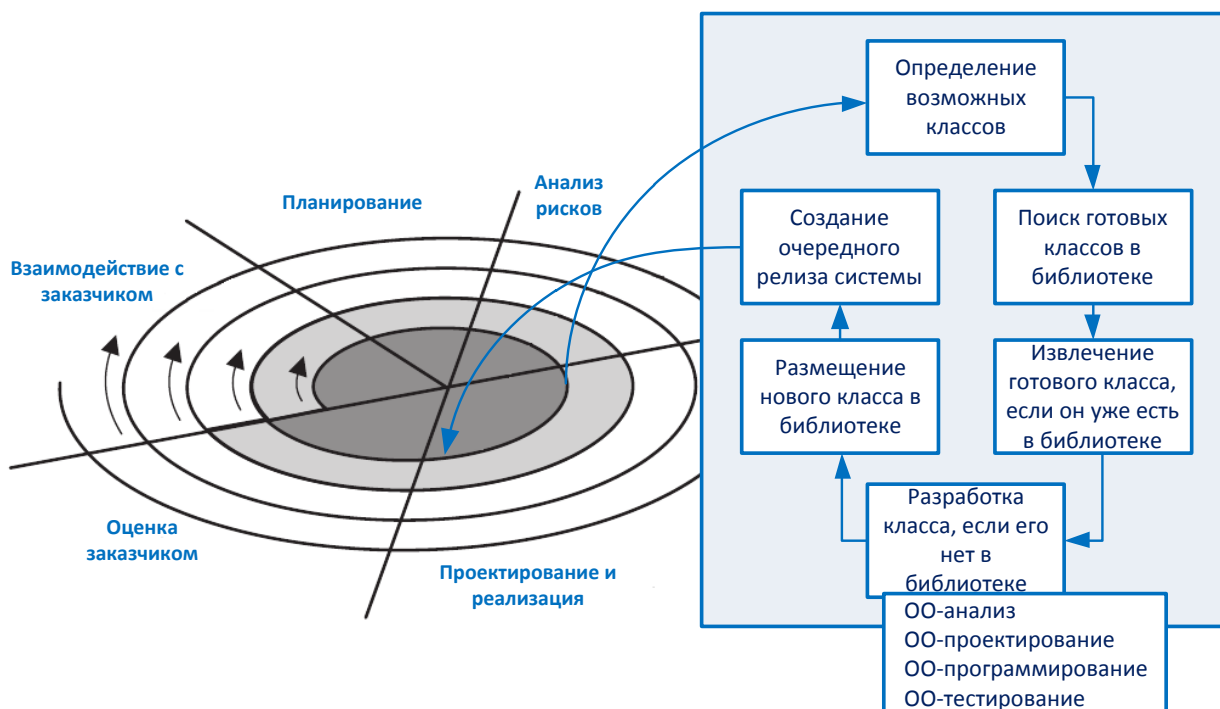 Определение
возможных
классов
Анализ
рисков
Планирование
Создание
очередного
релиза системы
Поиск готовых
классов в
библиотеке
Взаимодействие с
заказчиком
Размещение
нового класса в
библиотеке
Извлечение
готового класса,
если он уже есть
в библиотеке
Разработка
класса, если его
нет в
библиотеке
Оценка
заказчиком
Проектирование и
реализация
ОО-анализ
ОО-проектирование
ОО-программирование
ОО-тестирование